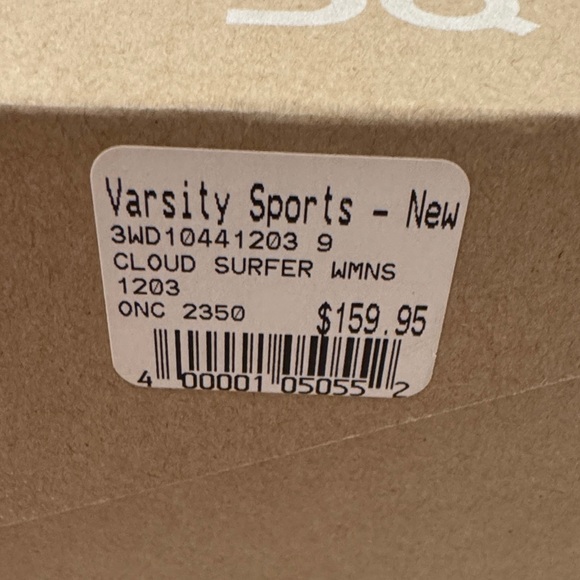 Varsity Sports - New
3WD10441203 9
CLOUD SURFER WMNS
1203
ONC 2350 $159.95
4 00001 05055 2